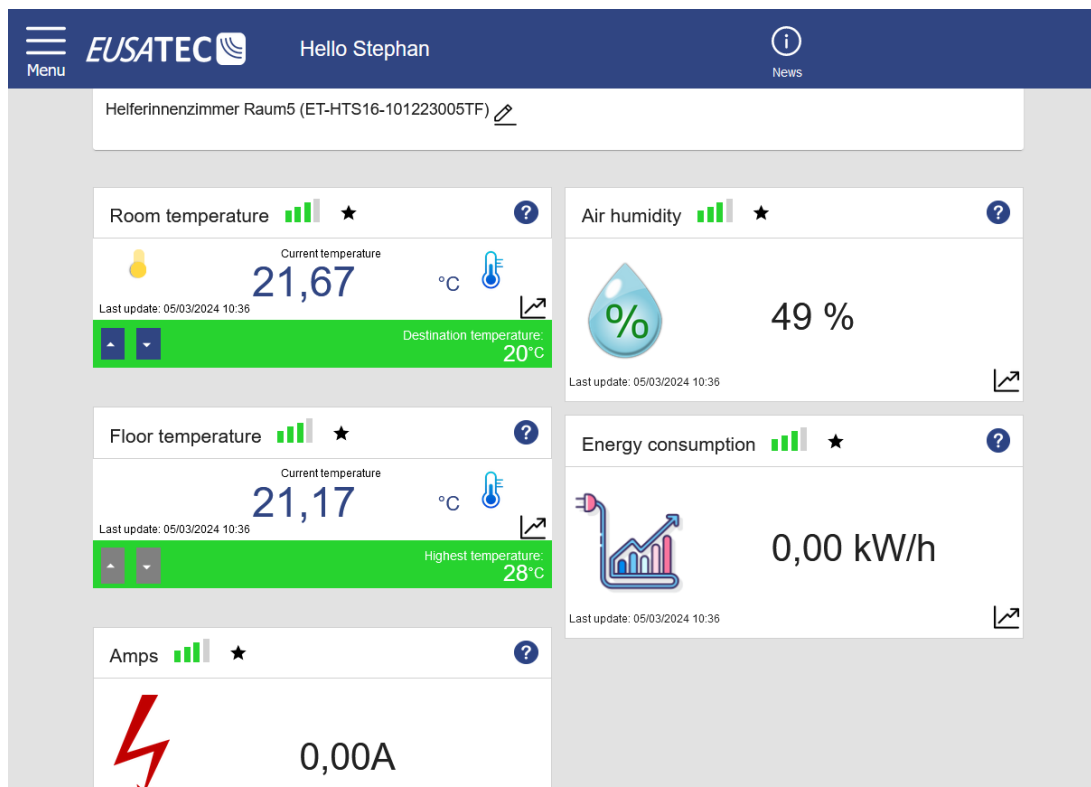 Menu
EUSATEC
Hello Stephan
News
Helferinnenzimmer Raum5 (ET-HTS16-101223005TF)
Room temperature
Current temperature
21,67 °C
Last update: 05/03/2024 10:36
Destination temperature:
20°C
Air humidity
%
49 %
Last update: 05/03/2024 10:36
Floor temperature
Current temperature
21,17 °C
Last update: 05/03/2024 10:36
Highest temperature:
28°C
Energy consumption
0,00 kW/h
Last update: 05/03/2024 10:36
Amps
0,00A